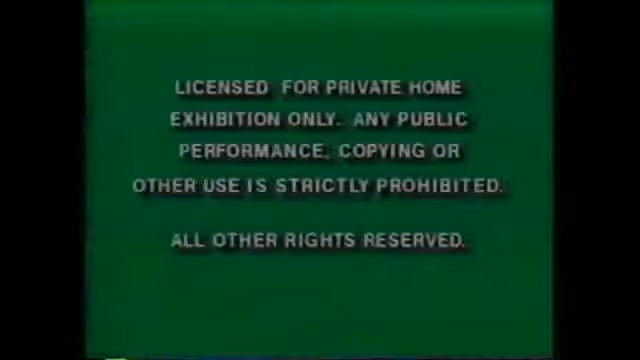 LICENSED FOR PRIVATE HOME
EXHIBITION ONLY. ANY PUBLIC
PERFORMANCE, COPYING OR
OTHER USE IS STRICTLY PROHIBITED.
ALL OTHER RIGHTS RESERVED.